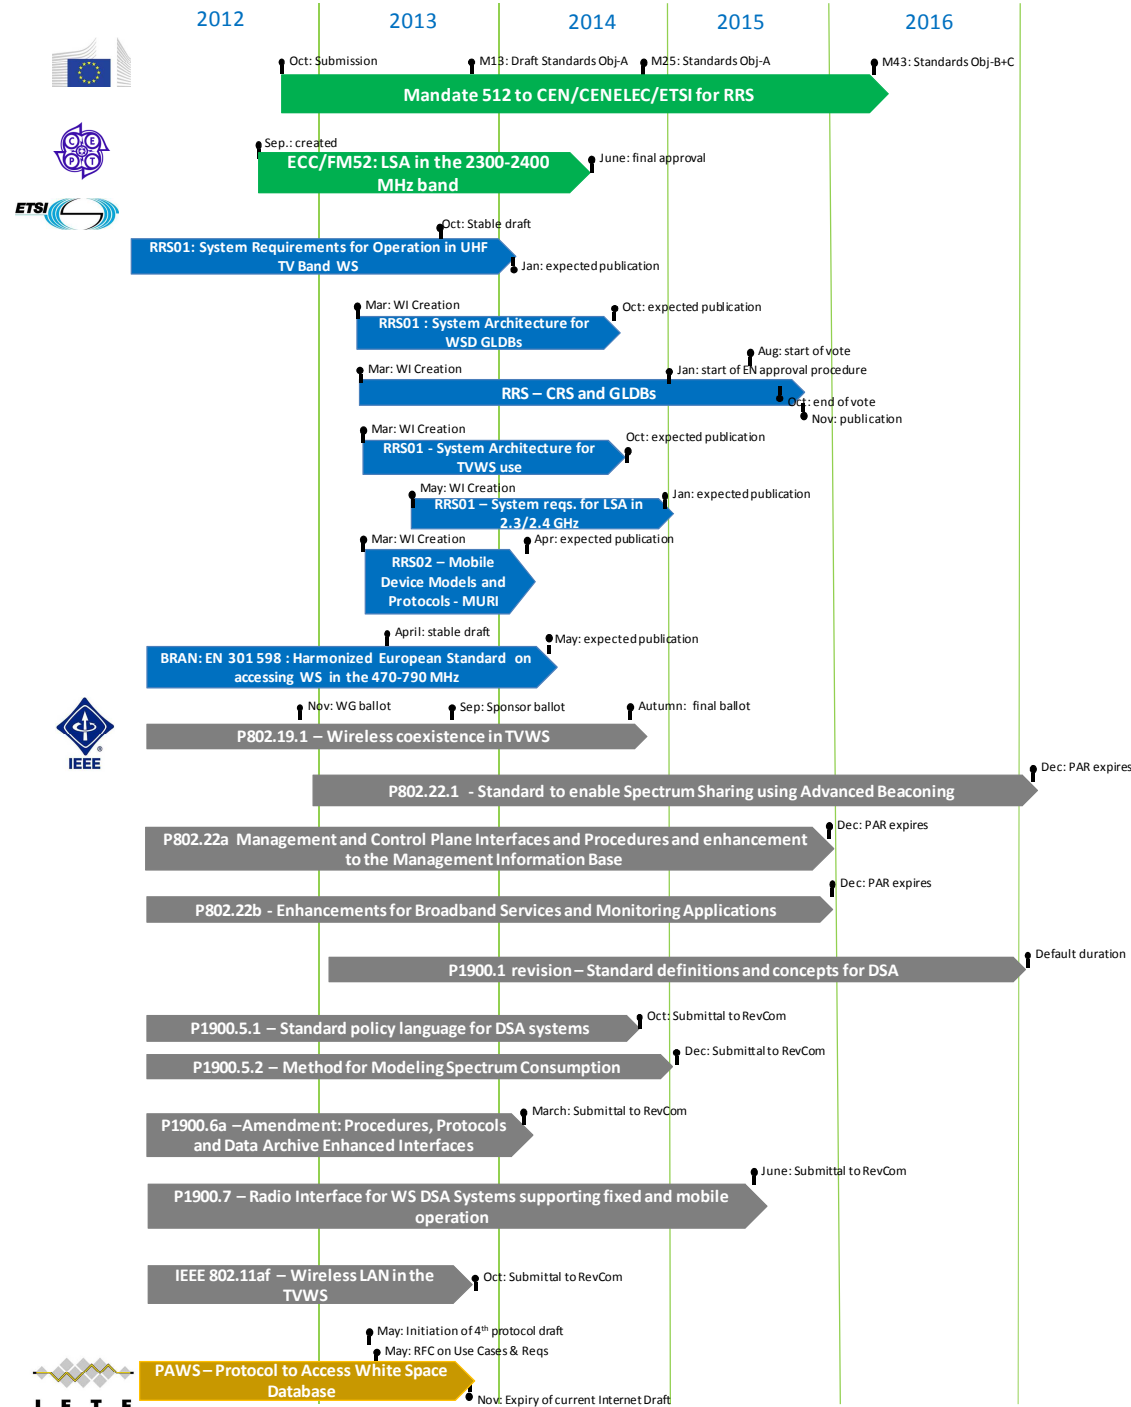 2012 2013 2014 2015 2016
Oct: Submission
M13: Draft Standards Obj-A
M25: Standards Obj-A
M43: Standards Obj-B+C
Mandate 512 to CEN/CENELEC/ETSI for RRS
CEPT
Sep.: created
ECC/FM52: LSA in the 2300-2400
MHz band
June: final approval
ETSI
Oct: Stable draft
RRS01: System Requirements for Operation in UHF
TV Band WS
Jan: expected publication
Mar: WI Creation
Oct: expected publication
RRS01 : System Architecture for
WSD GLDBs
Aug: start of vote
Mar: WI Creation
Jan: start of EN approval procedure
RRS – CRS and GLDBs
Oct: end of vote
Nov: publication
Mar: WI Creation
Oct: expected publication
RRS01 - System Architecture for
TVWS use
May: WI Creation
Jan: expected publication
RRS01 – System reqs. for LSA in
2.3/2.4 GHz
Mar: WI Creation
Apr: expected publication
RRS02 – Mobile
Device Models and
Protocols - MURI
April: stable draft
May: expected publication
BRAN: EN 301 598 : Harmonized European Standard on
accessing WS in the 470-790 MHz
IEEE
Nov: WG ballot
Sep: Sponsor ballot
Autumn: final ballot
P802.19.1 – Wireless coexistence in TVWS
Dec: PAR expires
P802.22.1 - Standard to enable Spectrum Sharing using Advanced Beaconing
Dec: PAR expires
P802.22a Management and Control Plane Interfaces and Procedures and enhancement
to the Management Information Base
Dec: PAR expires
P802.22b - Enhancements for Broadband Services and Monitoring Applications
Default duration
P1900.1 revision – Standard definitions and concepts for DSA
Oct: Submittal to RevCom
P1900.5.1 – Standard policy language for DSA systems
Dec: Submittal to RevCom
P1900.5.2 – Method for Modeling Spectrum Consumption
March: Submittal to RevCom
P1900.6a –Amendment: Procedures, Protocols
and Data Archive Enhanced Interfaces
June: Submittal to RevCom
P1900.7 – Radio Interface for WS DSA Systems supporting fixed and mobile
operation
IEEE 802.11af – Wireless LAN in the
TVWS
Oct: Submittal to RevCom
May: Initiation of 4th protocol draft
May: RFC on Use Cases & Reqs
PAWS – Protocol to Access White Space
Database
Nov: Expiry of current Internet Draft
I E T F